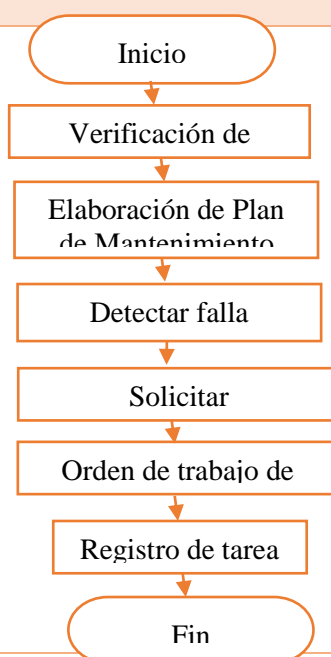 Inicio
Verificación de
Elaboración de Plan
de Mantenimiento
Detectar falla
Solicitar
Orden de trabajo de
Registro de tarea
Fin